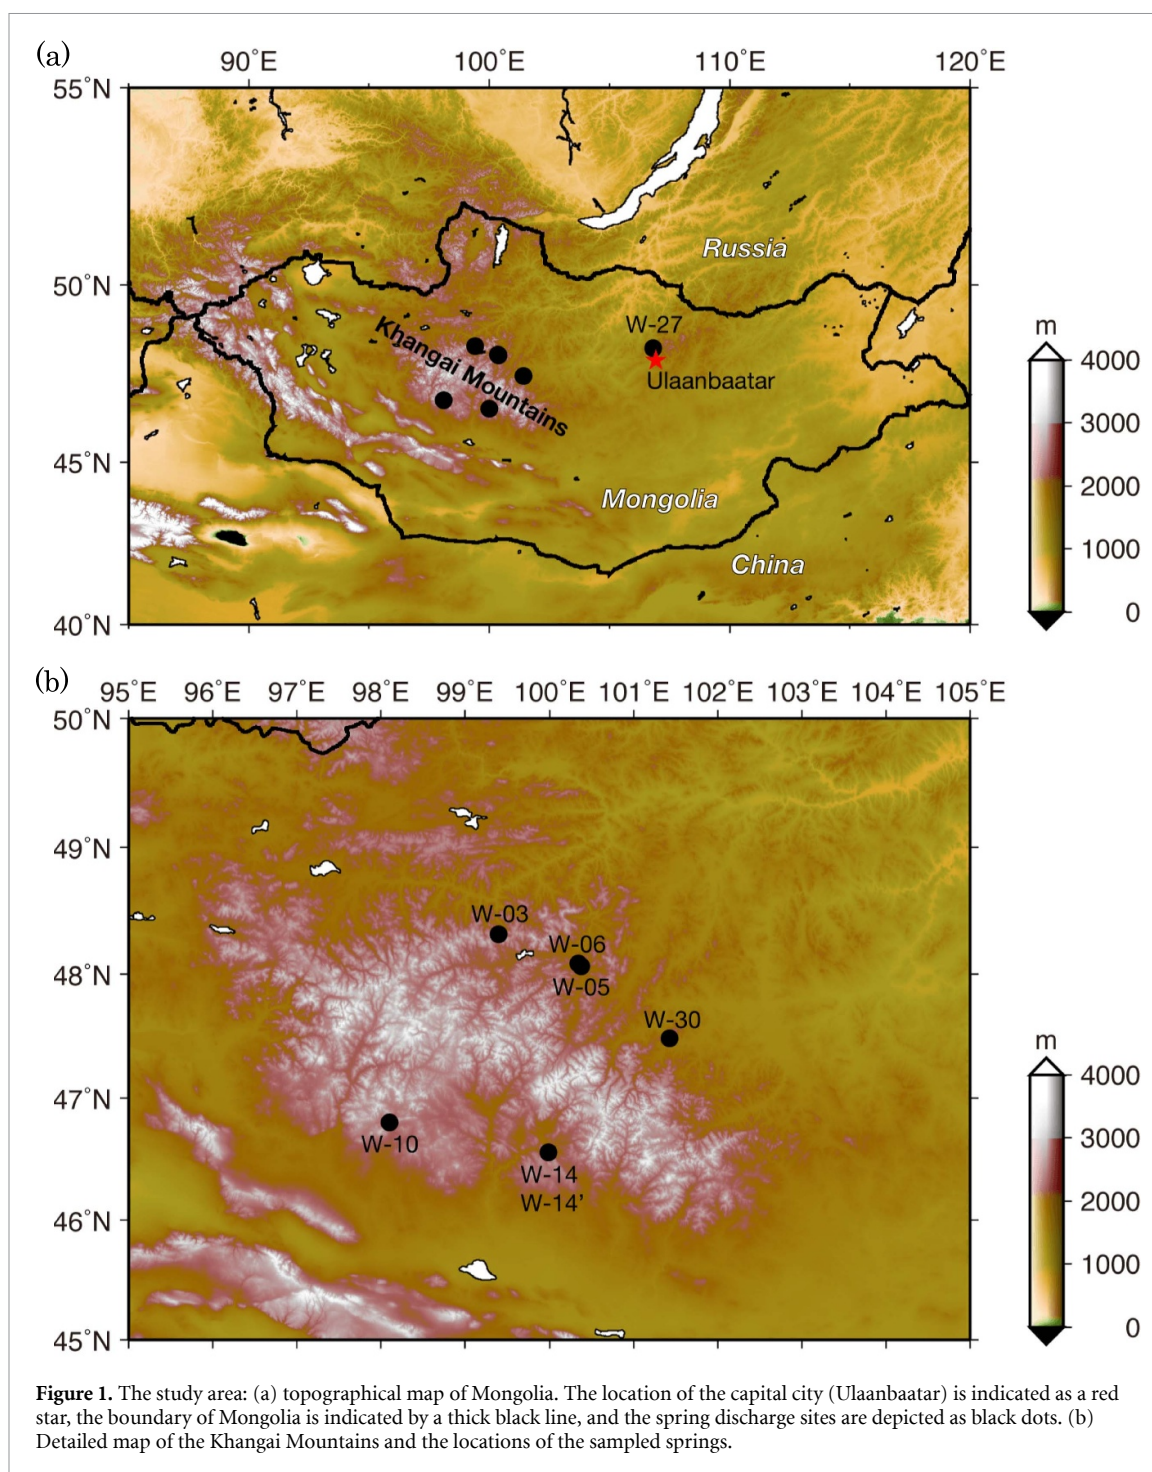 (a)
90°E 100°E 110°E 120°E
55°N
Russia
50°N
W-27
Khangai Mountains
Ulaanbaatar
45°N
Mongolia
China
40°N
m
4000
3000
2000
1000
0
(b)
95°E 96°E 97°E 98°E 99°E 100°E 101°E 102°E 103°E 104°E 105°E
50°N
49°N
W-03
W-06
48°N
W-05
W-30
47°N
W-10
W-14
W-14’
46°N
45°N
m
4000
3000
2000
1000
0
Figure 1. The study area: (a) topographical map of Mongolia. The location of the capital city (Ulaanbaatar) is indicated as a red
star, the boundary of Mongolia is indicated by a thick black line, and the spring discharge sites are depicted as black dots. (b)
Detailed map of the Khangai Mountains and the locations of the sampled springs.